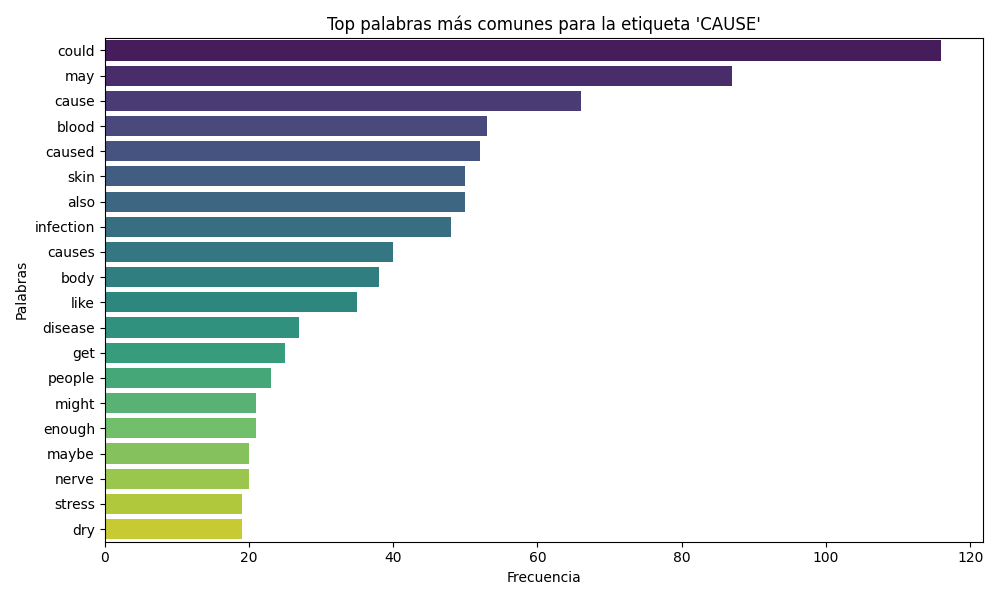 Top palabras más comunes para la etiqueta 'CAUSE'
could
may
cause
blood
caused
skin
also
infection
causes
body
like
disease
get
people
might
enough
maybe
nerve
stress
dry
Palabras
0 20 40 60 80 100 120
Frecuencia